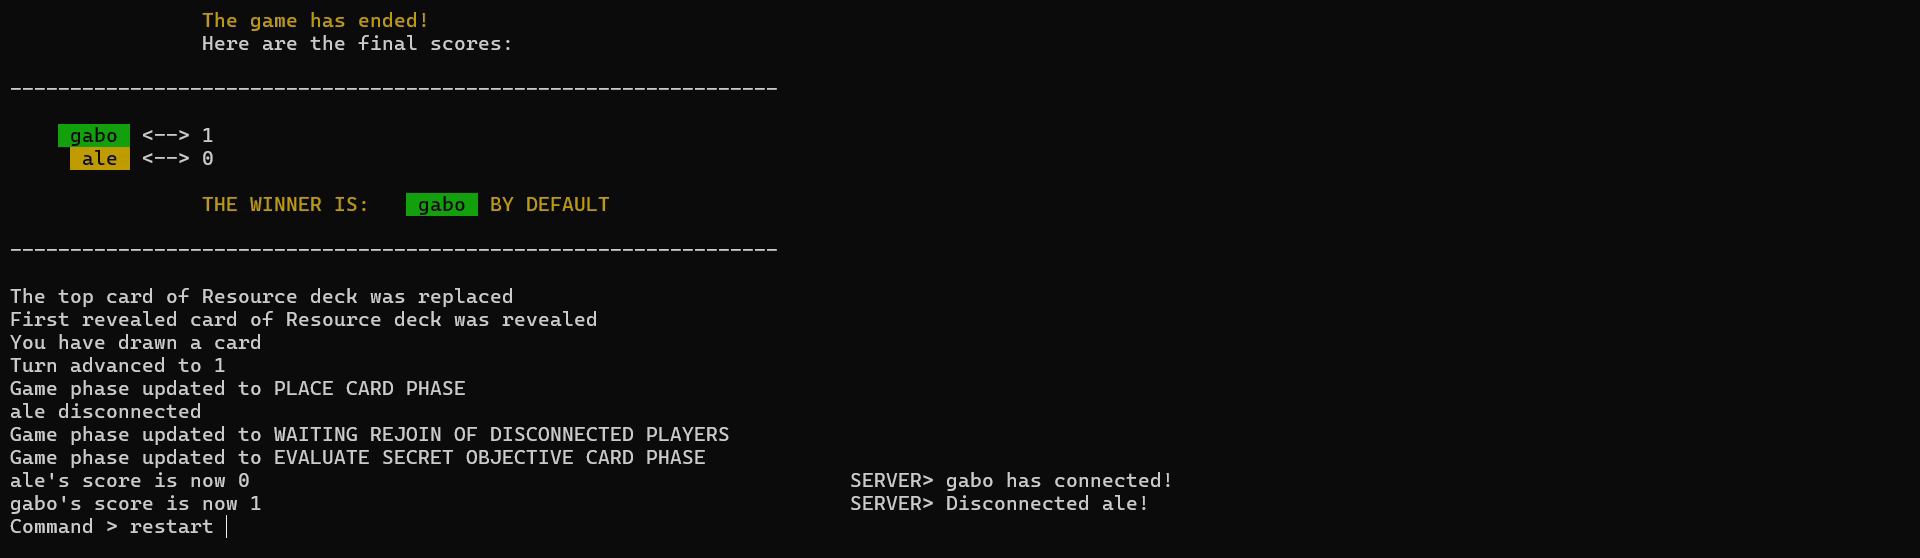 The game has ended!
Here are the final scores:
----------------------------------------------------------------
gabo <--> 1
ale <--> 0
THE WINNER IS: gabo BY DEFAULT
----------------------------------------------------------------
The top card of Resource deck was replaced
First revealed card of Resource deck was revealed
You have drawn a card
Turn advanced to 1
Game phase updated to PLACE CARD PHASE
ale disconnected
Game phase updated to WAITING REJOIN OF DISCONNECTED PLAYERS
Game phase updated to EVALUATE SECRET OBJECTIVE CARD PHASE
ale's score is now 0 SERVER> gabo has connected!
gabo's score is now 1 SERVER> Disconnected ale!
Command > restart